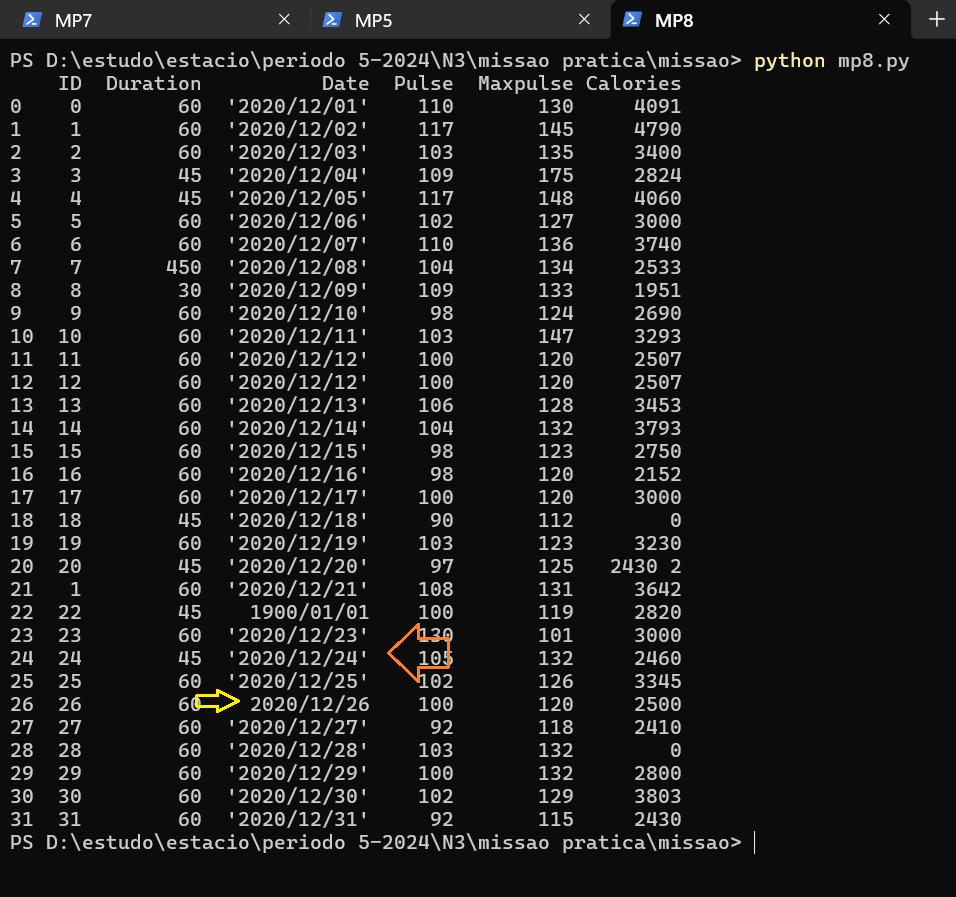 MP7 MP5 MP8
PS D:\estudo\estacio\periodo 5-2024\N3\missao pratica\missao> python mp8.py
ID Duration Date Pulse Maxpulse Calories
0 0 60 '2020/12/01' 110 130 4091
1 1 60 '2020/12/02' 117 145 4790
2 2 60 '2020/12/03' 103 135 3400
3 3 45 '2020/12/04' 109 175 2824
4 4 45 '2020/12/05' 117 148 4060
5 5 60 '2020/12/06' 102 127 3000
6 6 60 '2020/12/07' 110 136 3740
7 7 450 '2020/12/08' 104 134 2533
8 8 30 '2020/12/09' 109 133 1951
9 9 60 '2020/12/10' 98 124 2690
10 10 60 '2020/12/11' 103 147 3293
11 11 60 '2020/12/12' 100 120 2507
12 12 60 '2020/12/12' 100 120 2507
13 13 60 '2020/12/13' 106 128 3453
14 14 60 '2020/12/14' 104 132 3793
15 15 60 '2020/12/15' 98 123 2750
16 16 60 '2020/12/16' 98 120 2152
17 17 60 '2020/12/17' 100 120 3000
18 18 45 '2020/12/18' 90 112 0
19 19 60 '2020/12/19' 103 123 3230
20 20 45 '2020/12/20' 97 125 2430 2
21 1 60 '2020/12/21' 108 131 3642
22 22 45 1900/01/01 100 119 2820
23 23 60 '2020/12/23' 130 101 3000
24 24 45 '2020/12/24' 105 132 2460
25 25 60 '2020/12/25' 102 126 3345
26 26 60 2020/12/26 100 120 2500
27 27 60 '2020/12/27' 92 118 2410
28 28 60 '2020/12/28' 103 132 0
29 29 60 '2020/12/29' 100 132 2800
30 30 60 '2020/12/30' 102 129 3803
31 31 60 '2020/12/31' 92 115 2430
PS D:\estudo\estacio\periodo 5-2024\N3\missao pratica\missao>